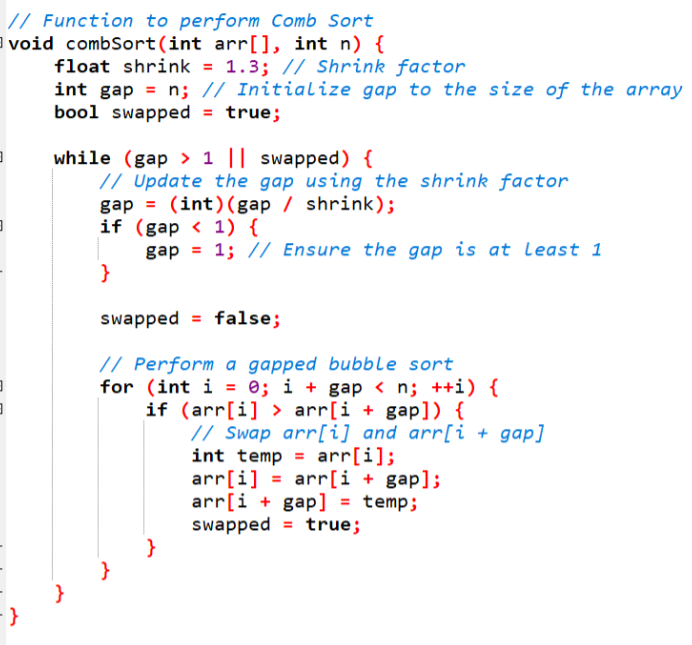 // Function to perform Comb Sort
void combSort(int arr[], int n) {
    float shrink = 1.3; // Shrink factor
    int gap = n; // Initialize gap to the size of the array
    bool swapped = true;

    while (gap > 1 || swapped) {
        // Update the gap using the shrink factor
        gap = (int)(gap / shrink);
        if (gap < 1) {
            gap = 1; // Ensure the gap is at least 1
        }

        swapped = false;

        // Perform a gapped bubble sort
        for (int i = 0; i + gap < n; ++i) {
            if (arr[i] > arr[i + gap]) {
                // Swap arr[i] and arr[i + gap]
                int temp = arr[i];
                arr[i] = arr[i + gap];
                arr[i + gap] = temp;
                swapped = true;
            }
        }
    }
}